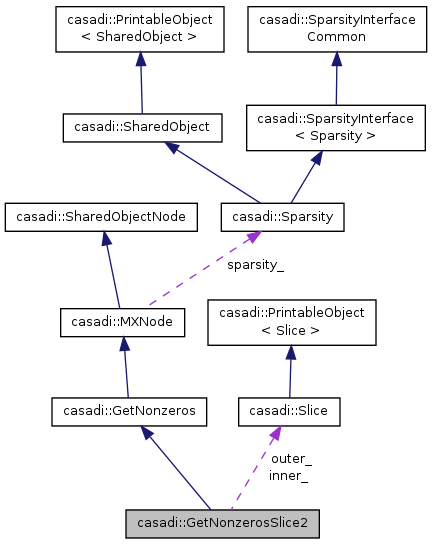 casadi::PrintableObject
< SharedObject >
casadi::SparsityInterface
Common
casadi::SharedObject
casadi::SparsityInterface
< Sparsity >
casadi::SharedObjectNode
casadi::Sparsity
sparsity_
casadi::MXNode
casadi::PrintableObject
< Slice >
casadi::GetNonzeros
casadi::Slice
outer_
inner_
casadi::GetNonzerosSlice2